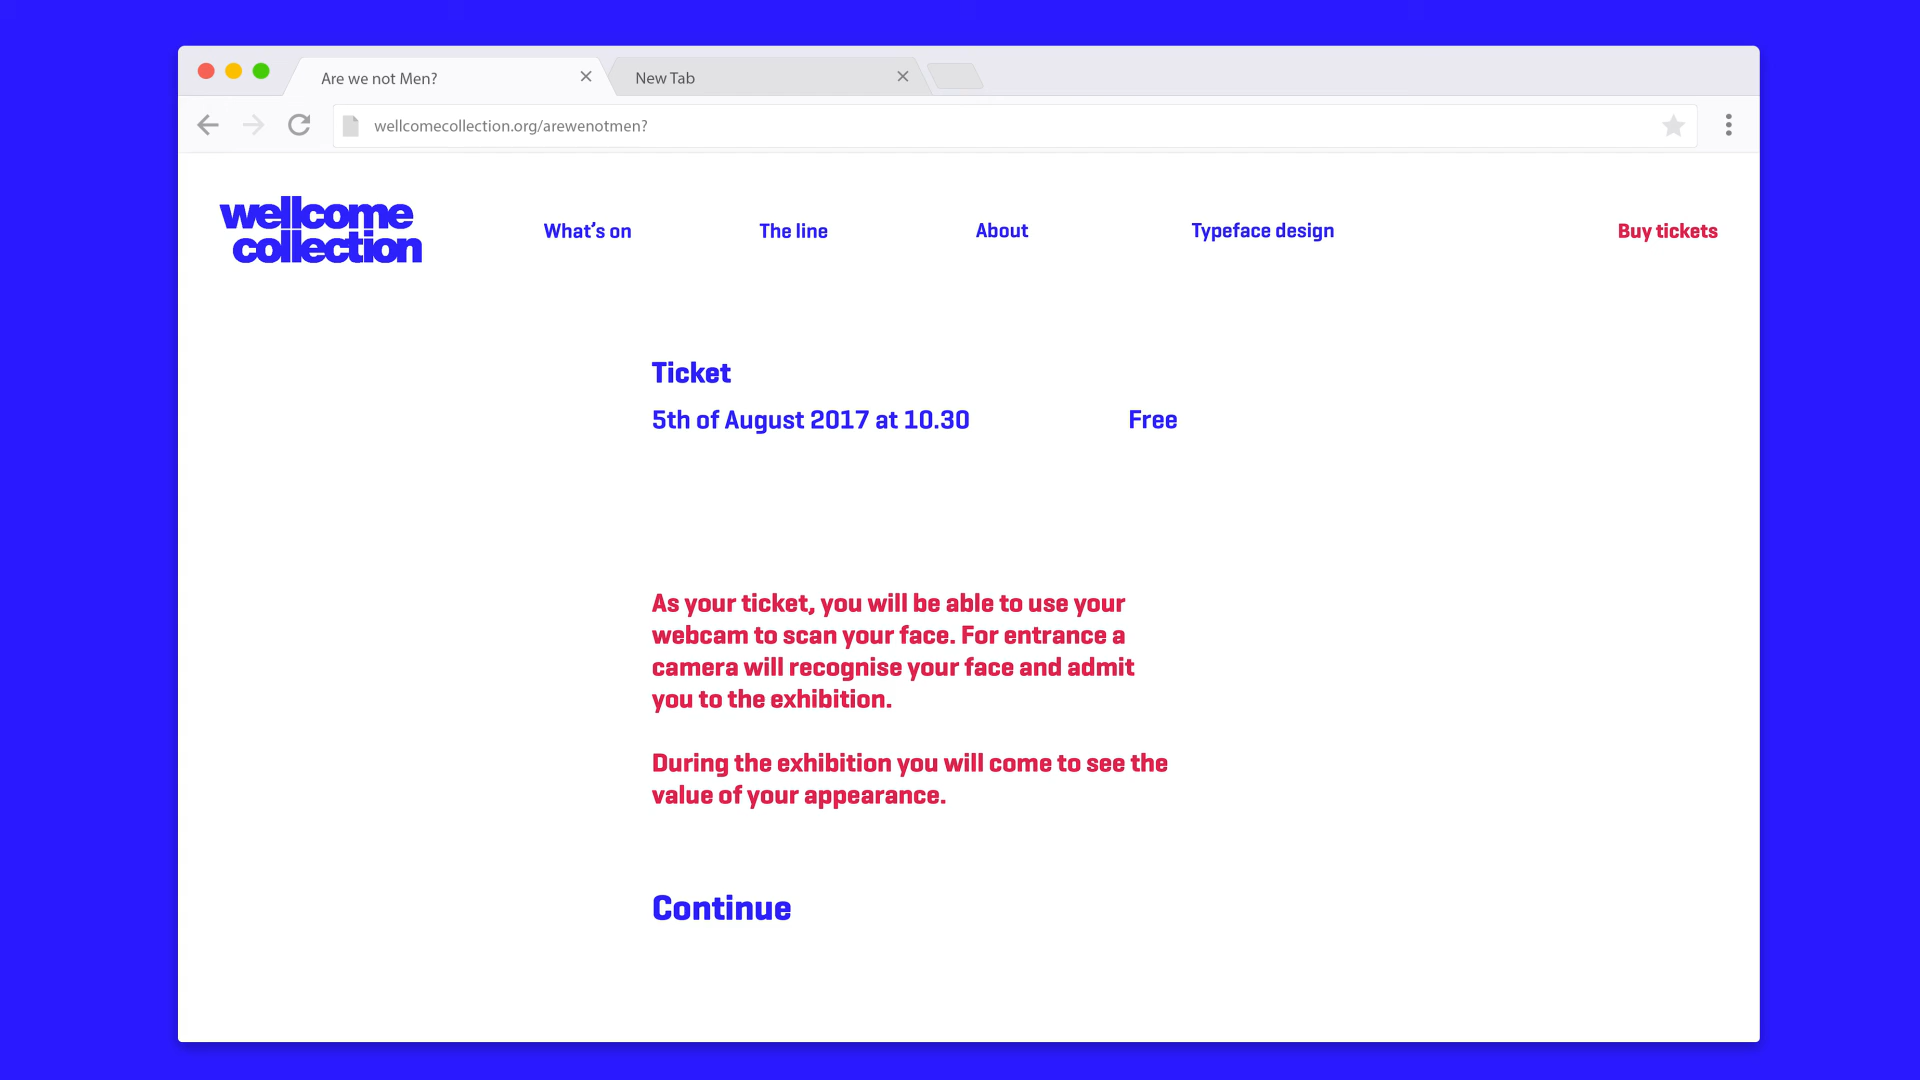 Are we not Men?
New Tab
wellcomecollection.org/arewenotmen?
wellcome
collection
What’s on
The line
About
Typeface design
Buy tickets
Ticket
5th of August 2017 at 10.30
Free
As your ticket, you will be able to use your
webcam to scan your face. For entrance a
camera will recognise your face and admit
you to the exhibition.
During the exhibition you will come to see the
value of your appearance.
Continue